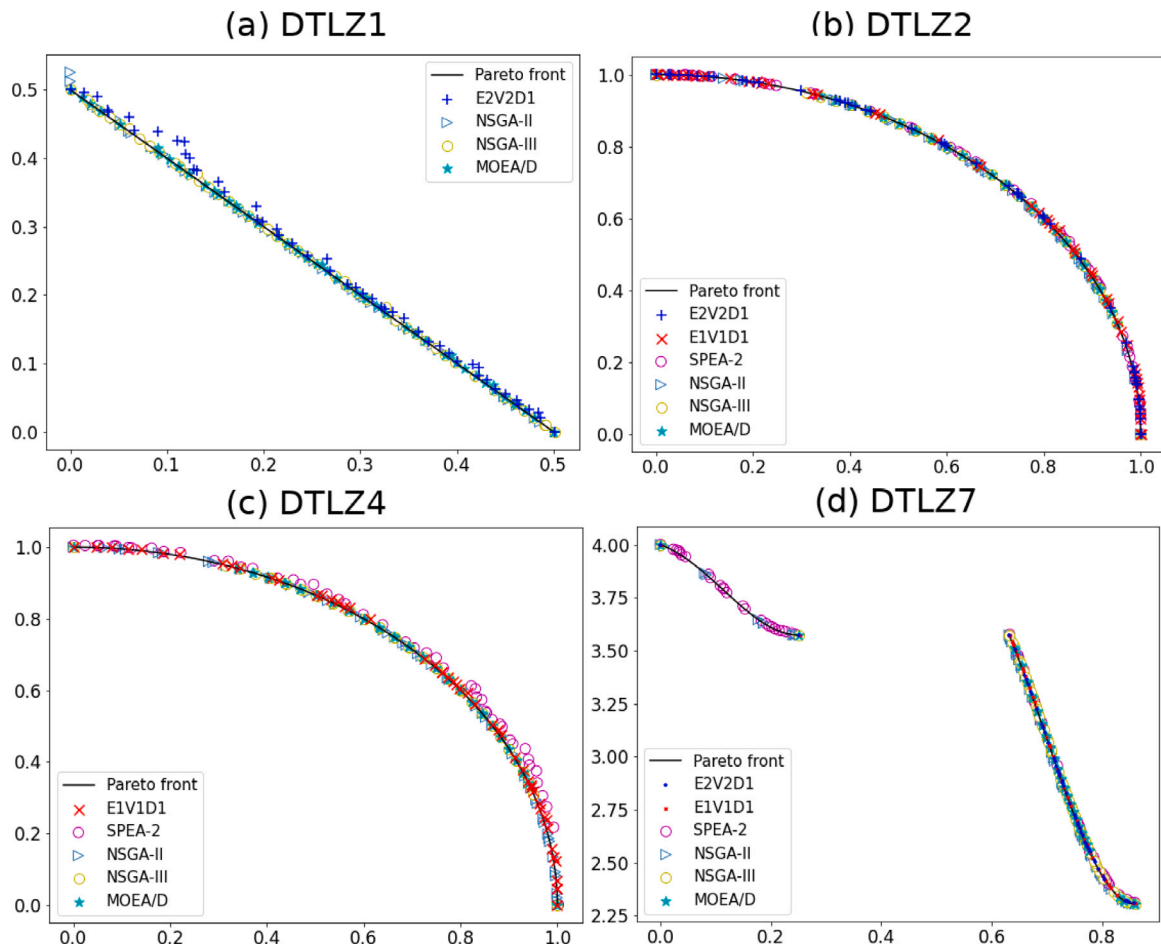 (a) DTLZ1
0.5
0.4
0.3
0.2
0.1
0.0
0.0 0.1 0.2 0.3 0.4 0.5
Pareto front
E2V2D1
NSGA-II
NSGA-III
MOEA/D
(b) DTLZ2
1.0
0.8
0.6
0.4
0.2
0.0
0.0 0.2 0.4 0.6 0.8 1.0
Pareto front
E2V2D1
E1V1D1
SPEA-2
NSGA-II
NSGA-III
MOEA/D
(c) DTLZ4
1.0
0.8
0.6
0.4
0.2
0.0
0.0 0.2 0.4 0.6 0.8 1.0
Pareto front
E1V1D1
SPEA-2
NSGA-II
NSGA-III
MOEA/D
(d) DTLZ7
4.00
3.75
3.50
3.25
3.00
2.75
2.50
2.25
0.0 0.2 0.4 0.6 0.8
Pareto front
E2V2D1
E1V1D1
SPEA-2
NSGA-II
NSGA-III
MOEA/D